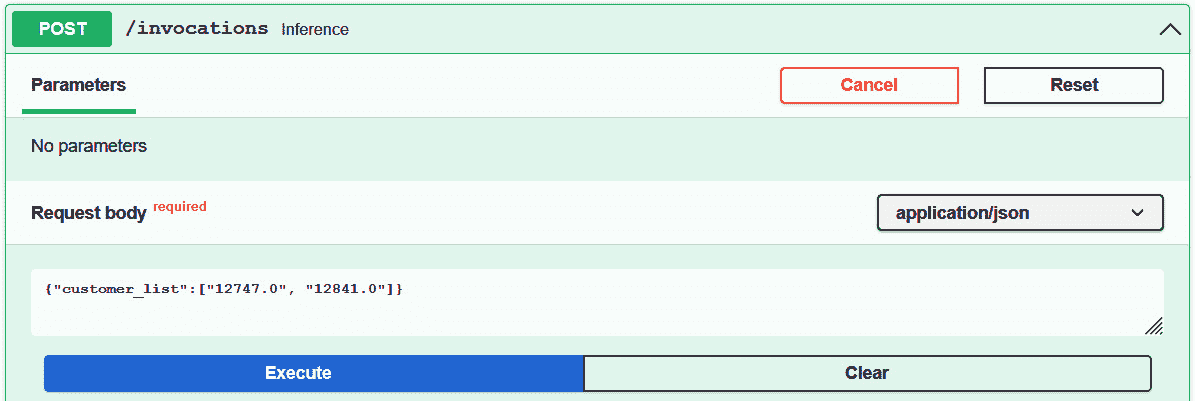 POST /invocations Inference
Parameters Cancel Reset
No parameters
Request body required application/json
{"customer_list":["12747.0", "12841.0"]}
Execute Clear